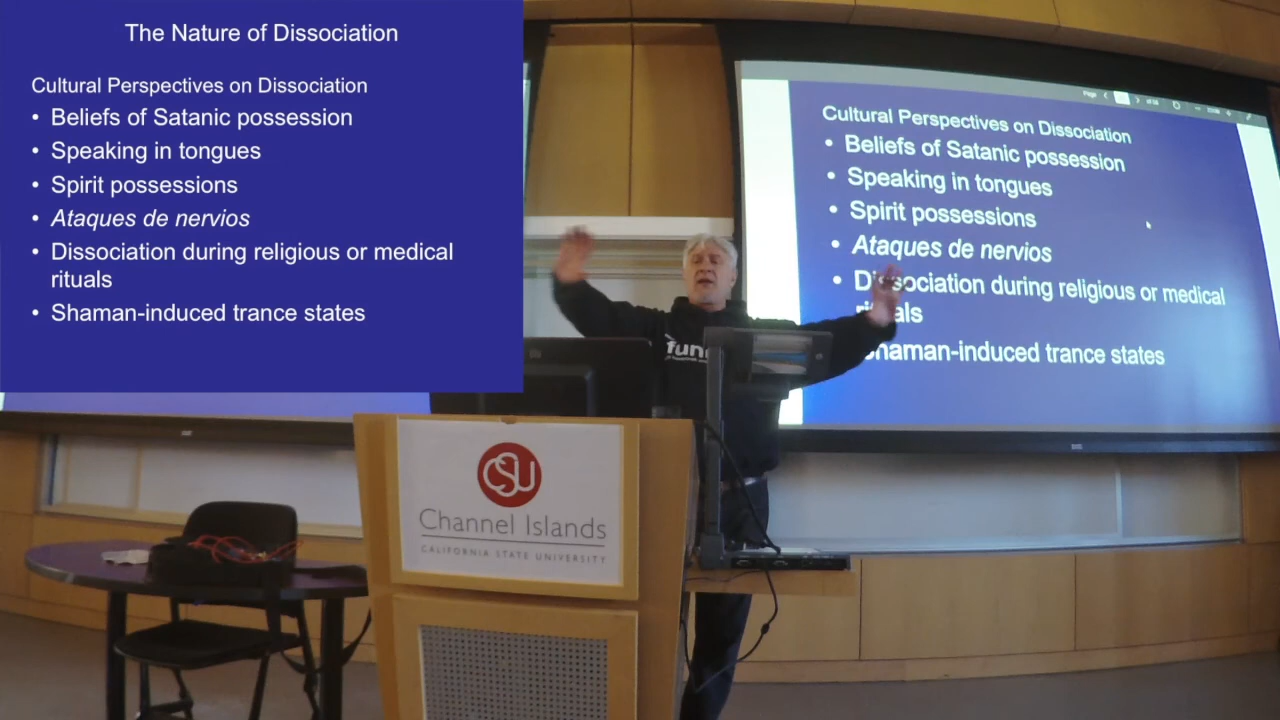 The Nature of Dissociation
Cultural Perspectives on Dissociation
• Beliefs of Satanic possession
• Speaking in tongues
• Spirit possessions
• Ataques de nervios
• Dissociation during religious or medical
rituals
• Shaman-induced trance states
Page
Cultural Perspectives on Dissociation
• Beliefs of Satanic possession
• Speaking in tongues
• Spirit possessions
• Ataques de nervios
• Dissociation during religious or medical
rituals
Shaman-induced trance states
CSU
Channel Islands
CALIFORNIA STATE UNIVERSITY